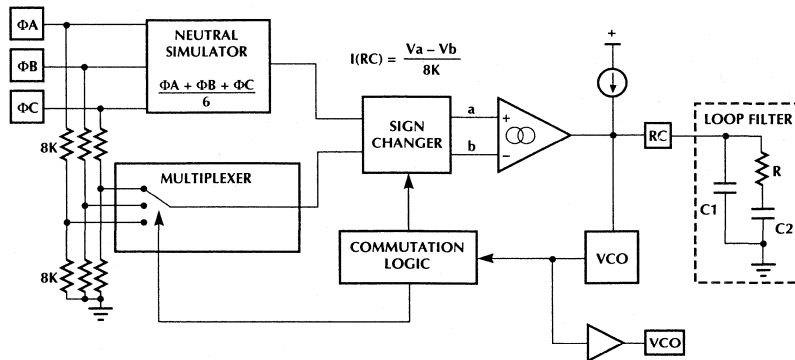 ΦA
ΦB
ΦC
NEUTRAL
SIMULATOR
ΦA + ΦB + ΦC
6
I(RC) = Va – Vb
8K
SIGN
CHANGER
a
b
+
–
+
RC
LOOP FILTER
R
C1
C2
8K
MULTIPLEXER
8K
COMMUTATION
LOGIC
VCO
VCO